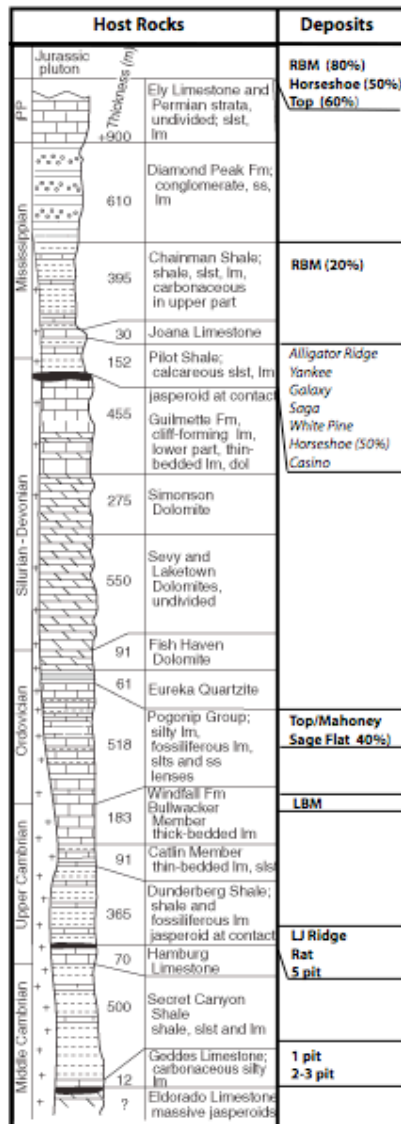 Host Rocks
Deposits
Jurassic
pluton
Thickness (m)
RBM (80%)
Horseshoe (50%)
Top (60%)
PP
+900
Ely Limestone and
Permian strata,
undivided; slst,
lm
Mississippian
610
Diamond Peak Fm;
conglomerate, ss,
lm
395
Chainman Shale;
shale, slst, lm,
carbonaceous
in upper part
RBM (20%)
30
Joana Limestone
152
Pilot Shale;
calcareous slst, lm
Alligator Ridge
Yankee
Galaxy
Saga
White Pine
Horseshoe (50%)
Casino
Silurian - Devonian
455
jasperoid at contact
Guilmette Fm,
cliff-forming lm,
lower part, thin-
bedded lm, dol
275
Simonson
Dolomite
550
Sevy and
Laketown
Dolomites,
undivided
91
Fish Haven
Dolomite
Ordovician
61
Eureka Quartzite
518
Pogonip Group;
silty lm,
fossiliferous lm,
slts and ss
lenses
Top/Mahoney
Sage Flat 40%)
183
Windfall Fm
Bullwacker
Member
thick-bedded lm
LBM
Upper Cambrian
91
Catlin Member
thin-bedded lm, slst
365
Dunderberg Shale;
shale and
fossiliferous lm
jasperoid at contact
LJ Ridge
Rat
5 pit
70
Hamburg
Limestone
Middle Cambrian
500
Secret Canyon
Shale
shale, slst and lm
12
Geddes Limestone;
carbonaceous silty
lm
1 pit
2-3 pit
?
Eldorado Limestone
massive jasperoids